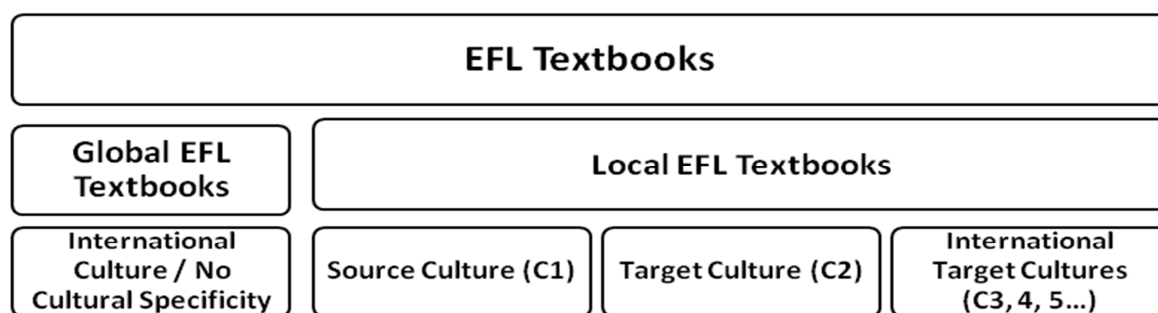 EFL Textbooks
Global EFL
Textbooks
Local EFL Textbooks
International
Culture / No
Cultural Specificity
Source Culture (C1)
Target Culture (C2)
International
Target Cultures
(C3, 4, 5...)